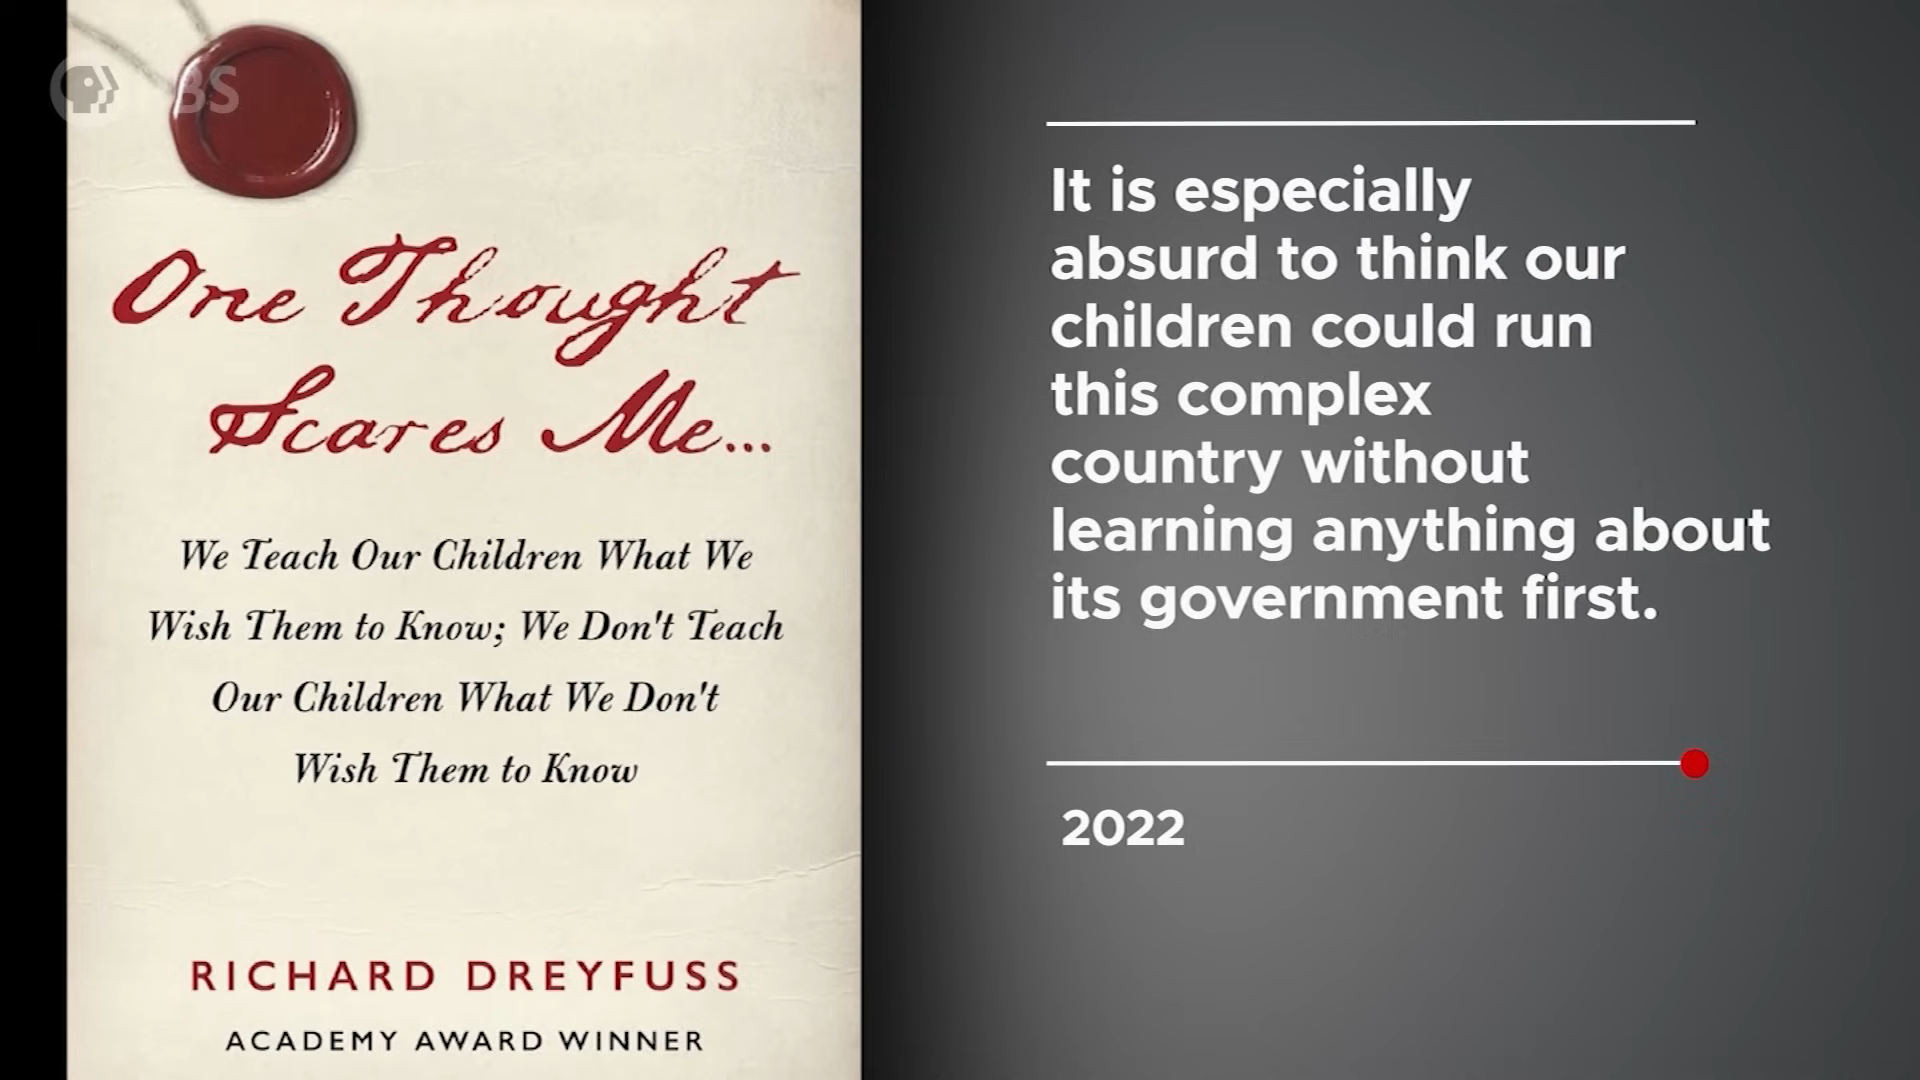 PBS
One Thought
Scares Me...
We Teach Our Children What We
Wish Them to Know; We Don't Teach
Our Children What We Don't
Wish Them to Know
RICHARD DREYFUSS
ACADEMY AWARD WINNER
It is especially
absurd to think our
children could run
this complex
country without
learning anything about
its government first.
2022